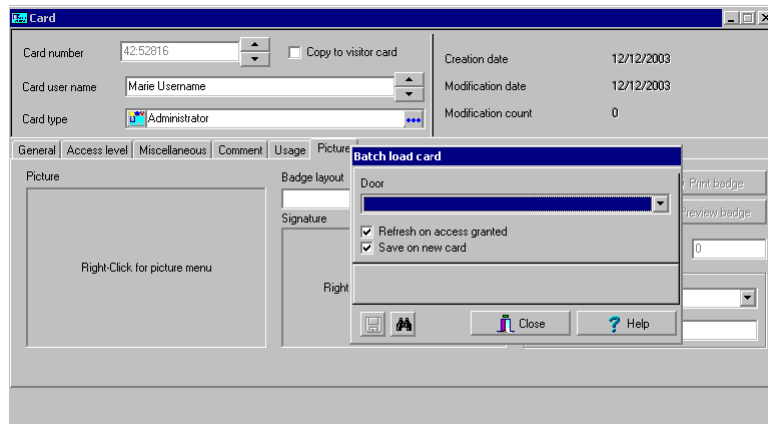 Card
Card number
42:52816
Copy to visitor card
Card user name
Marie Username
Card type
Administrator
Creation date
12/12/2003
Modification date
12/12/2003
Modification count
0
General
Access level
Miscellaneous
Comment
Usage
Picture
Picture
Right-Click for picture menu
Badge layout
Signature
Right
Batch load card
Door
Refresh on access granted
Save on new card
Close
Help
Print badge
Preview badge
0